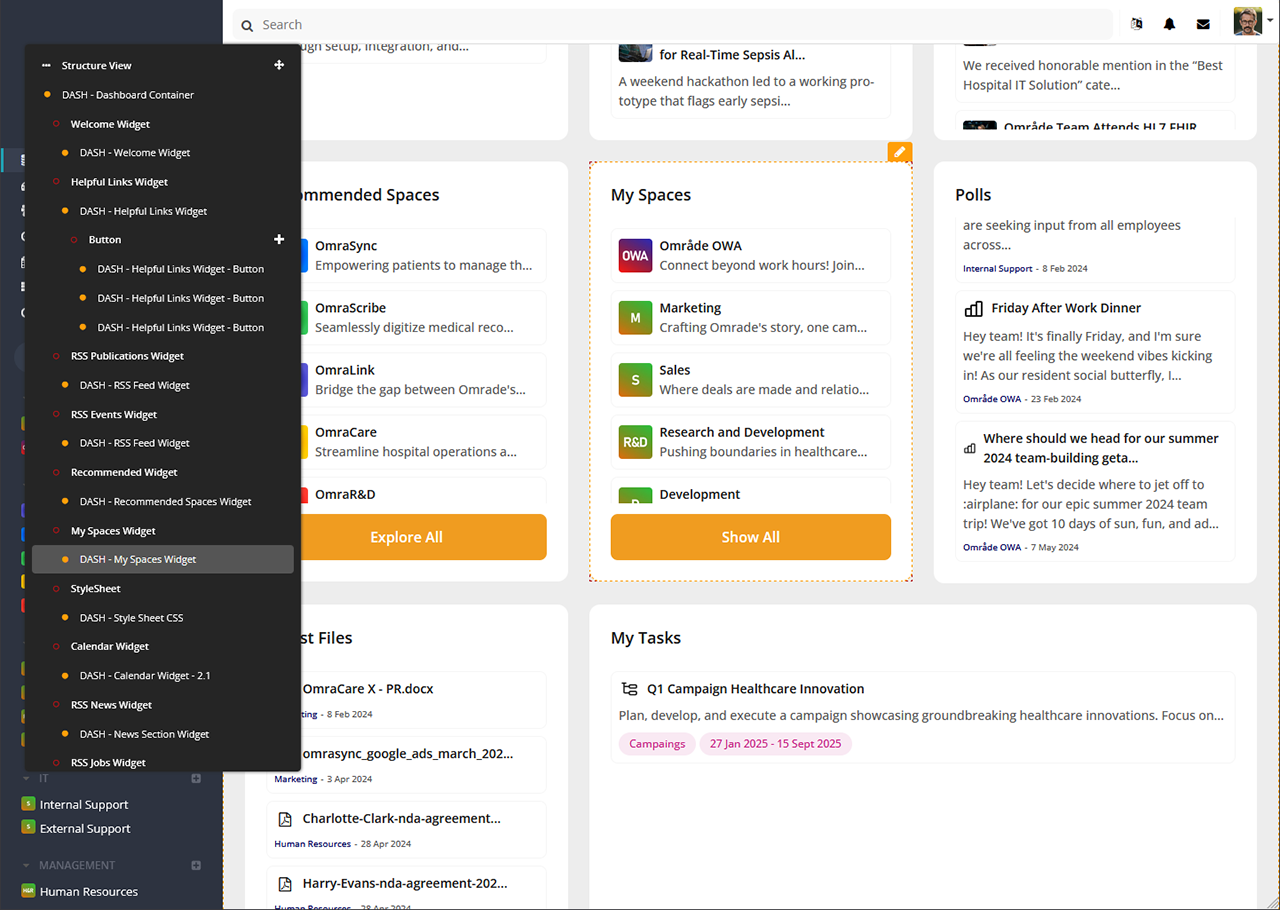 Search
Structure View
DASH - Dashboard Container
Welcome Widget
DASH - Welcome Widget
Helpful Links Widget
DASH - Helpful Links Widget
Button
DASH - Helpful Links Widget - Button
DASH - Helpful Links Widget - Button
DASH - Helpful Links Widget - Button
RSS Publications Widget
DASH - RSS Feed Widget
RSS Events Widget
DASH - RSS Feed Widget
Recommended Widget
DASH - Recommended Spaces Widget
My Spaces Widget
DASH - My Spaces Widget
StyleSheet
DASH - Style Sheet CSS
Calendar Widget
DASH - Calendar Widget - 2.1
RSS News Widget
DASH - News Section Widget
RSS Jobs Widget
IT
S Internal Support
S External Support
MANAGEMENT
H&R Human Resources
setup, integration, and...
for Real-Time Sepsis Al...
A weekend hackathon led to a working pro-
totype that flags early sepsi...
We received honorable mention in the “Best
Hospital IT Solution” cate...
Område Team Attends HL7 FHIR
mmended Spaces
OmraSync
Empowering patients to manage th...
OmraScribe
Seamlessly digitize medical reco...
OmraLink
Bridge the gap between Omrade's...
OmraCare
Streamline hospital operations a...
OmraR&D
Explore All
My Spaces
OWA
Område OWA
Connect beyond work hours! Join...
M
Marketing
Crafting Omrade's story, one cam...
S
Sales
Where deals are made and relatio...
R&D
Research and Development
Pushing boundaries in healthcare...
D
Development
Show All
Polls
are seeking input from all employees
across...
Internal Support - 8 Feb 2024
Friday After Work Dinner
Hey team! It's finally Friday, and I'm sure
we're all feeling the weekend vibes kicking
in! As our resident social butterfly, I...
Område OWA - 23 Feb 2024
Where should we head for our summer
2024 team-building geta...
Hey team! Let's decide where to jet off to
:airplane: for our epic summer 2024 team
trip! We've got 10 days of sun, fun, and ad...
Område OWA - 7 May 2024
st Files
OmraCare X - PR.docx
ting - 8 Feb 2024
omrasync_google_ads_march_202...
Marketing - 3 Apr 2024
Charlotte-Clark-nda-agreement...
Human Resources - 28 Apr 2024
Harry-Evans-nda-agreement-202...
Human Resources - 28 Apr 2024
My Tasks
Q1 Campaign Healthcare Innovation
Plan, develop, and execute a campaign showcasing groundbreaking healthcare innovations. Focus on...
Campaings
27 Jan 2025 - 15 Sept 2025